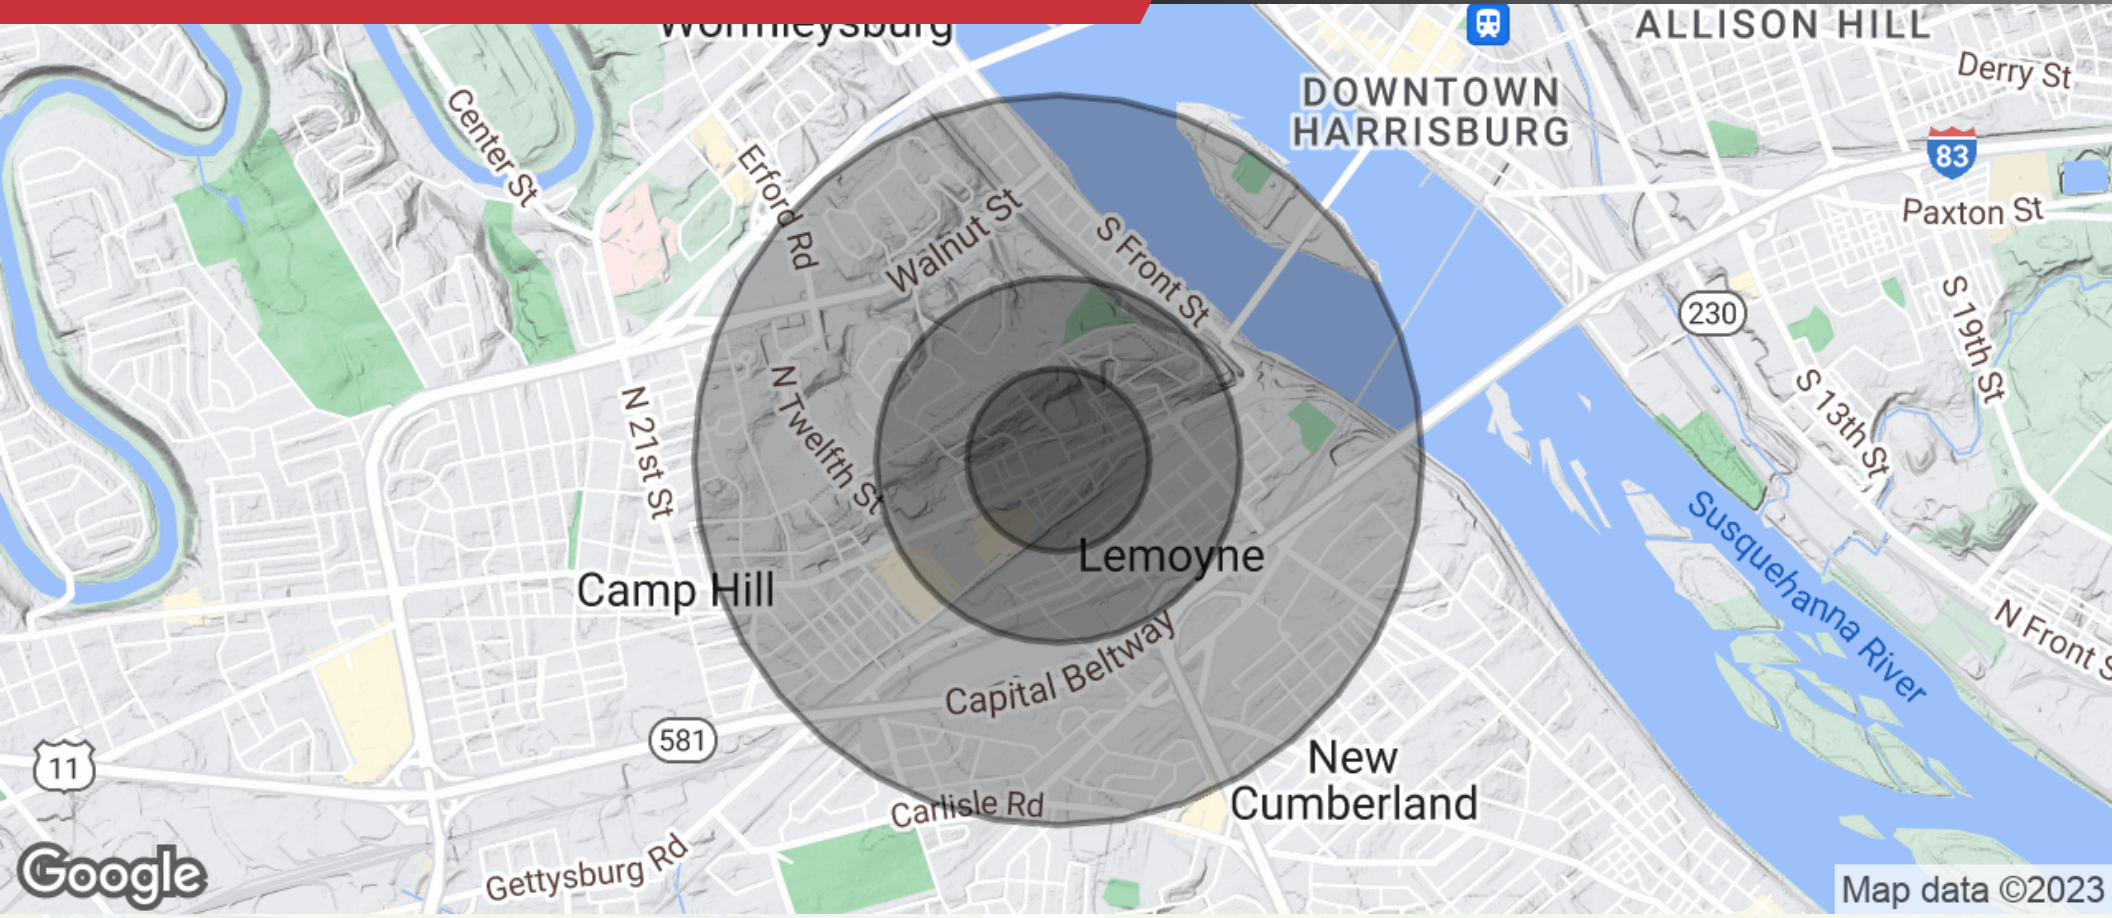 Wormleysburg
ALLISON HILL
Derry St
DOWNTOWN
HARRISBURG
83
Center St
Erford Rd
Walnut St
S Front St
Paxton St
230
S 19th St
N 21st St
N Twelfth St
S 13th St
Susquehanna River
Lemoyne
Camp Hill
N Front S
Capital Beltway
581
11
New
Cumberland
Carlisle Rd
Gettysburg Rd
Google
Map data ©2023